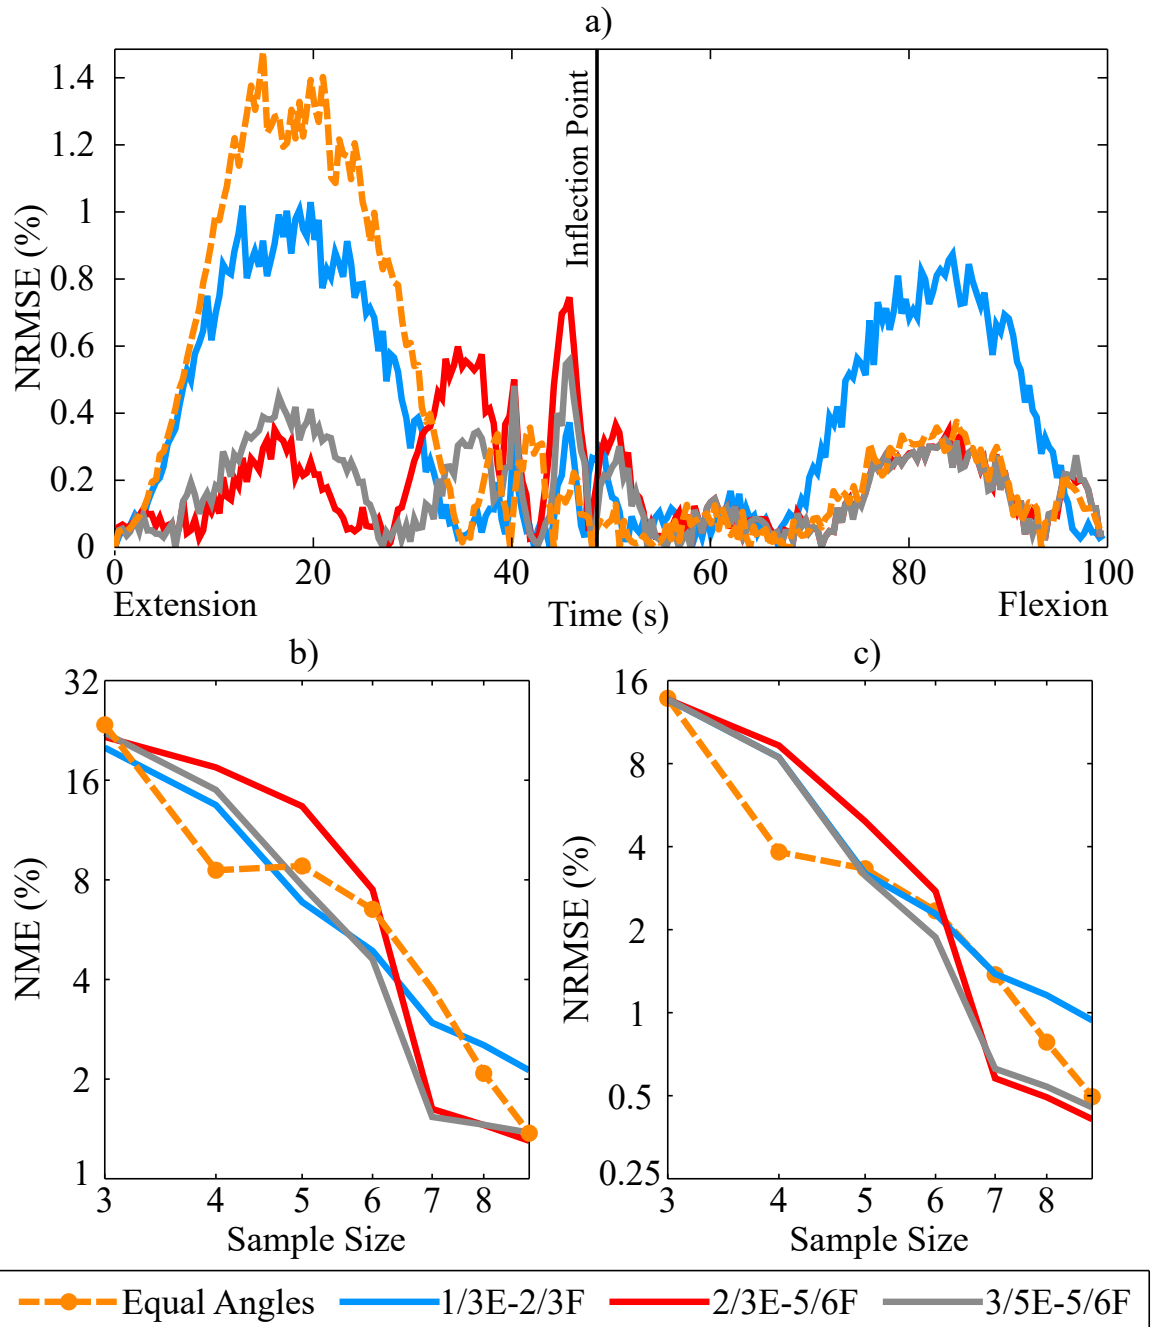 a)
NRMSE (%)
1.4
1.2
1
0.8
0.6
0.4
0.2
0
Inflection Point
0 20 40 60 80 100
Extension Time (s) Flexion
b)
NME (%)
32
16
8
4
2
1
3 4 5 6 7 8
Sample Size
c)
NRMSE (%)
16
8
4
2
1
0.5
0.25
3 4 5 6 7 8
Sample Size
Equal Angles 1/3E-2/3F 2/3E-5/6F 3/5E-5/6F